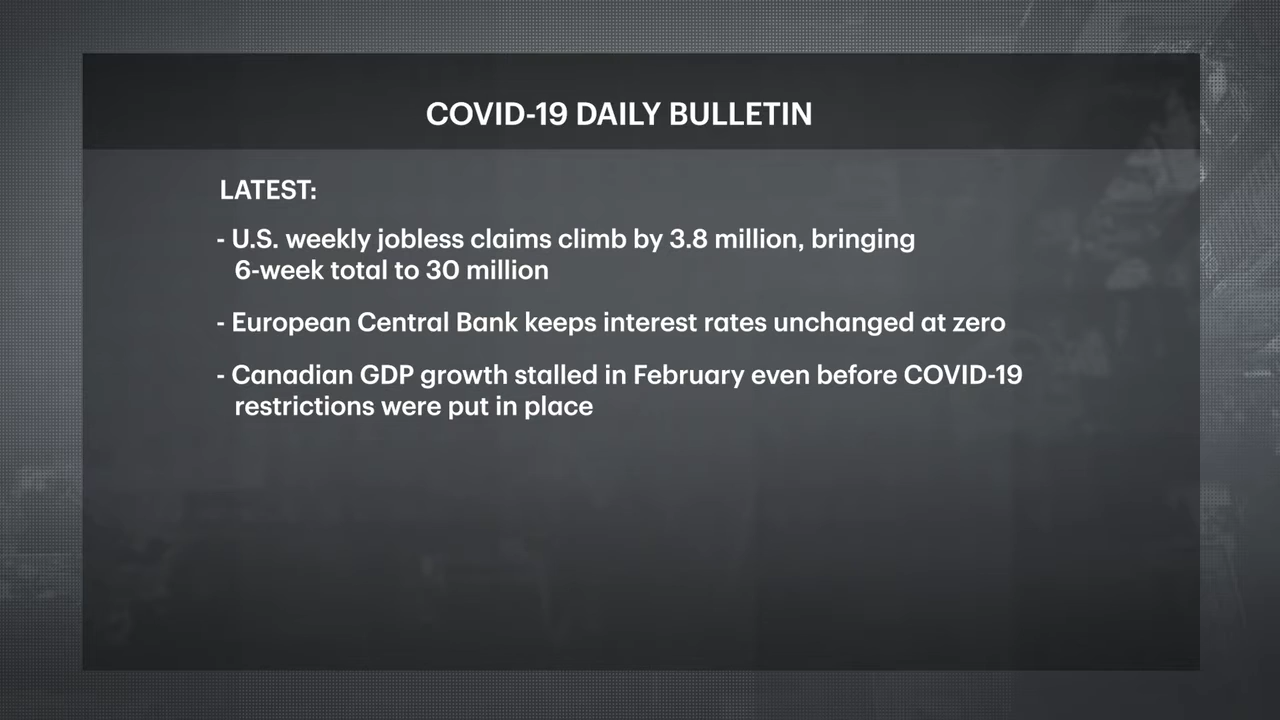 COVID-19 DAILY BULLETIN
LATEST:
- U.S. weekly jobless claims climb by 3.8 million, bringing
6-week total to 30 million
- European Central Bank keeps interest rates unchanged at zero
- Canadian GDP growth stalled in February even before COVID-19
restrictions were put in place